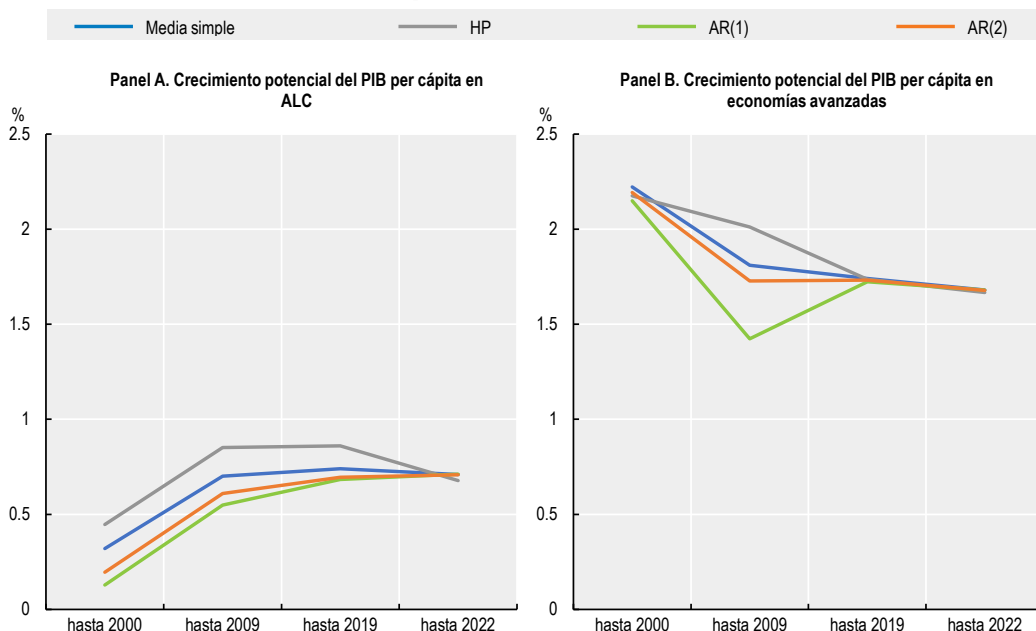 Media simple HP AR(1) AR(2)
Panel A. Crecimiento potencial del PIB per cápita en
ALC
%
2.5
2
1.5
1
0.5
0
hasta 2000 hasta 2009 hasta 2019 hasta 2022
Panel B. Crecimiento potencial del PIB per cápita en
economías avanzadas
%
2.5
2
1.5
1
0.5
0
hasta 2000 hasta 2009 hasta 2019 hasta 2022